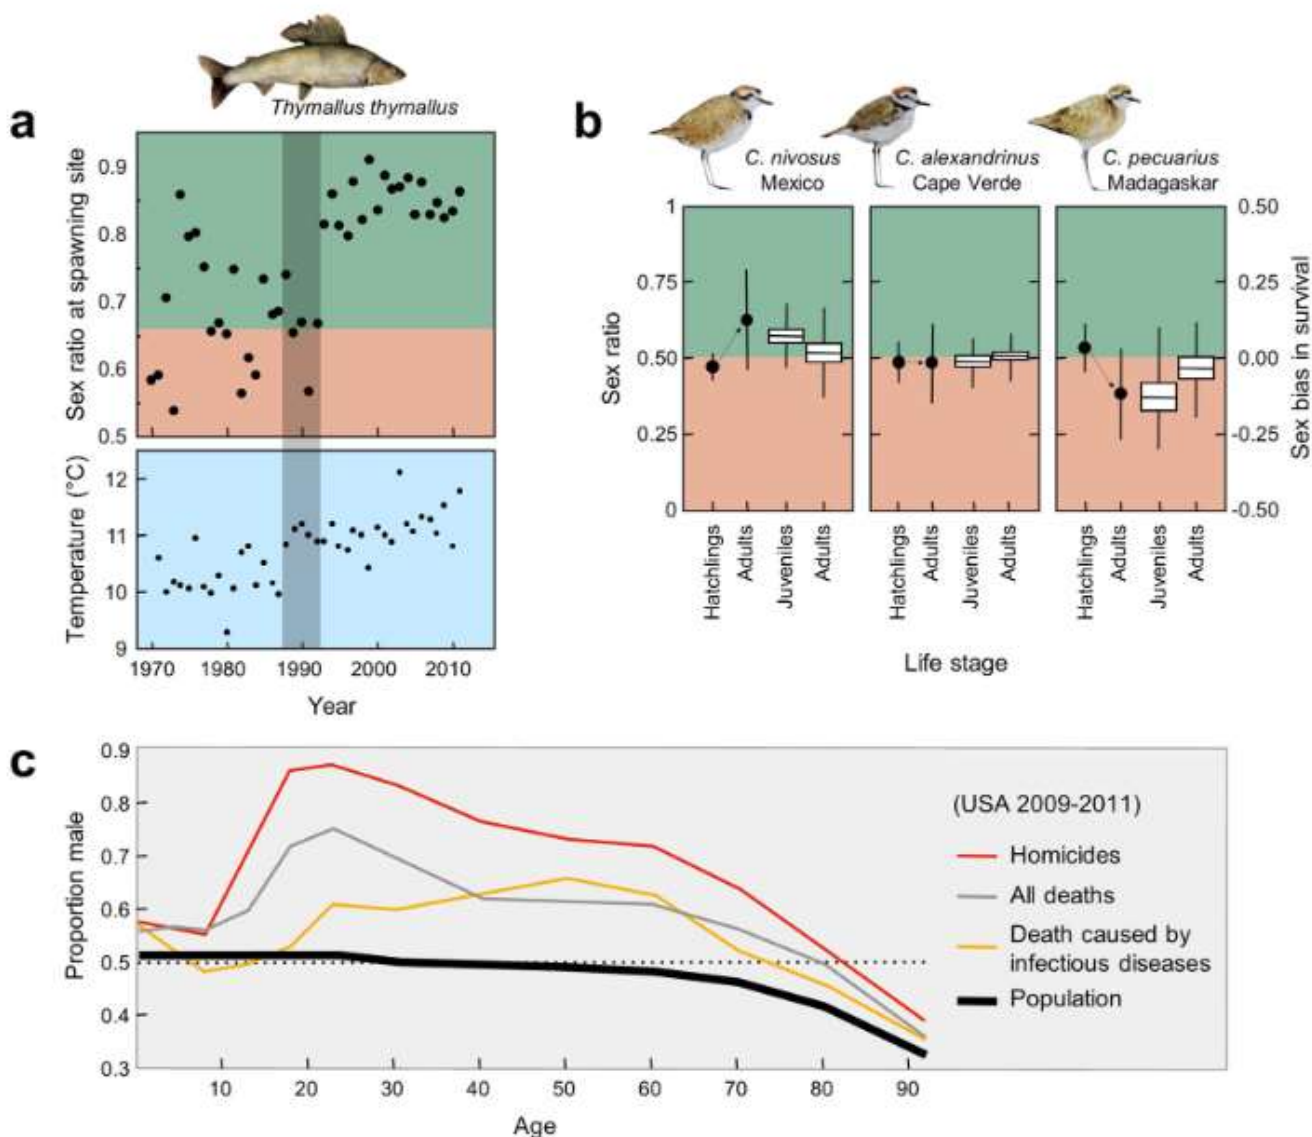 Thymallus thymallus
a
Sex ratio at spawning site
0.9
0.8
0.7
0.6
0.5
Temperature (°C)
12
11
10
9
1970
1980
1990
2000
2010
Year
b
C. nivosus
Mexico
C. alexandrinus
Cape Verde
C. pecuarius
Madagaskar
Sex ratio
1
0.75
0.50
0.25
0
0.50
0.25
0.00
-0.25
-0.50
Sex bias in survival
Hatchlings
Adults
Juveniles
Adults
Hatchlings
Adults
Juveniles
Adults
Hatchlings
Adults
Juveniles
Adults
Life stage
c
Proportion male
0.9
0.8
0.7
0.6
0.5
0.4
0.3
10
20
30
40
50
60
70
80
90
Age
(USA 2009-2011)
Homicides
All deaths
Death caused by
infectious diseases
Population